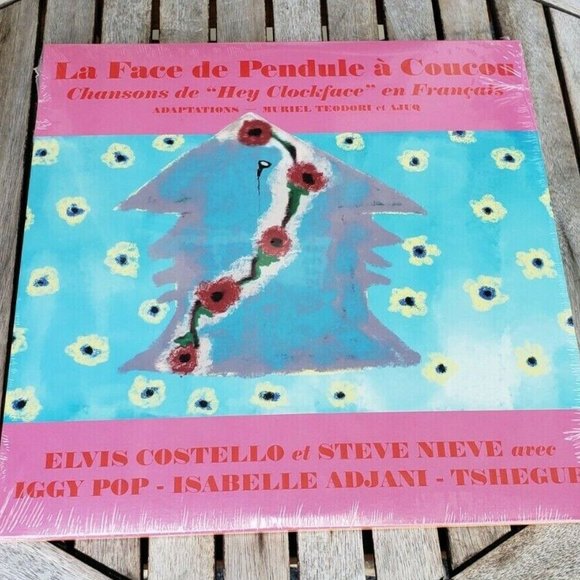 La Face de Pendule à Coucou
Chansons de "Hey Clockface" en Français
ADAPTATIONS — MURIEL TEODORI et AJUQ
ELVIS COSTELLO et STEVE NIEVE avec
IGGY POP - ISABELLE ADJANI - TSHEGUE